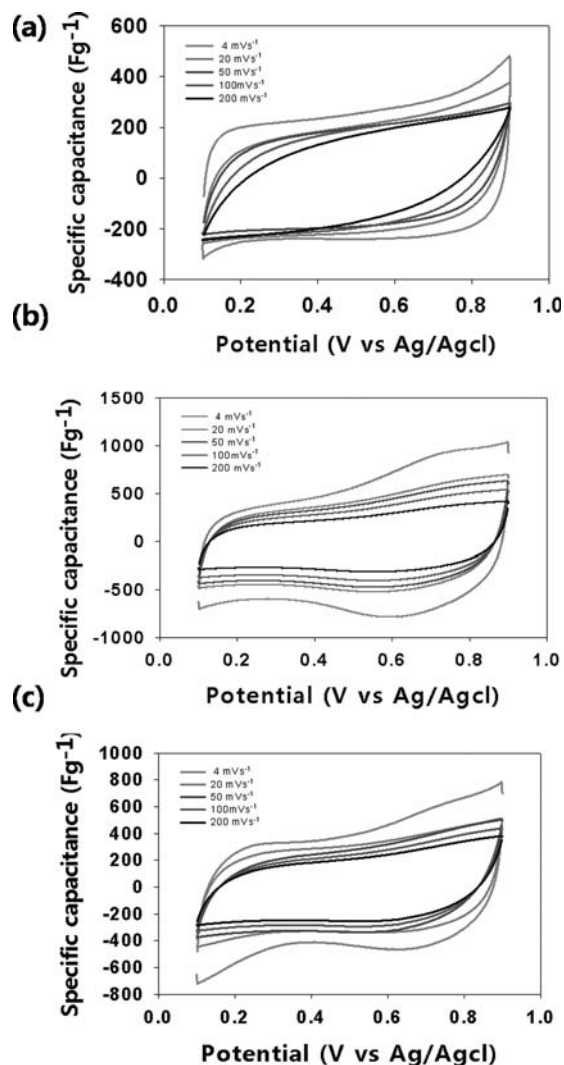 (a)
Specific capacitance (Fg⁻¹)
600
400
200
0
-200
-400
4 mVs⁻¹
20 mVs⁻¹
50 mVs⁻¹
100mVs⁻¹
200 mVs⁻¹
0.0 0.2 0.4 0.6 0.8 1.0
Potential (V vs Ag/Agcl)
(b)
Specific capacitance (Fg⁻¹)
1500
1000
500
0
-500
-1000
4 mVs⁻¹
20 mVs⁻¹
50 mVs⁻¹
100mVs⁻¹
200 mVs⁻¹
0.0 0.2 0.4 0.6 0.8 1.0
Potential (V vs Ag/Agcl)
(c)
Specific capacitance (Fg⁻¹)
1000
800
600
400
200
0
-200
-400
-600
-800
4 mVs⁻¹
20 mVs⁻¹
50 mVs⁻¹
100mVs⁻¹
200 mVs⁻¹
0.0 0.2 0.4 0.6 0.8 1.0
Potential (V vs Ag/Agcl)